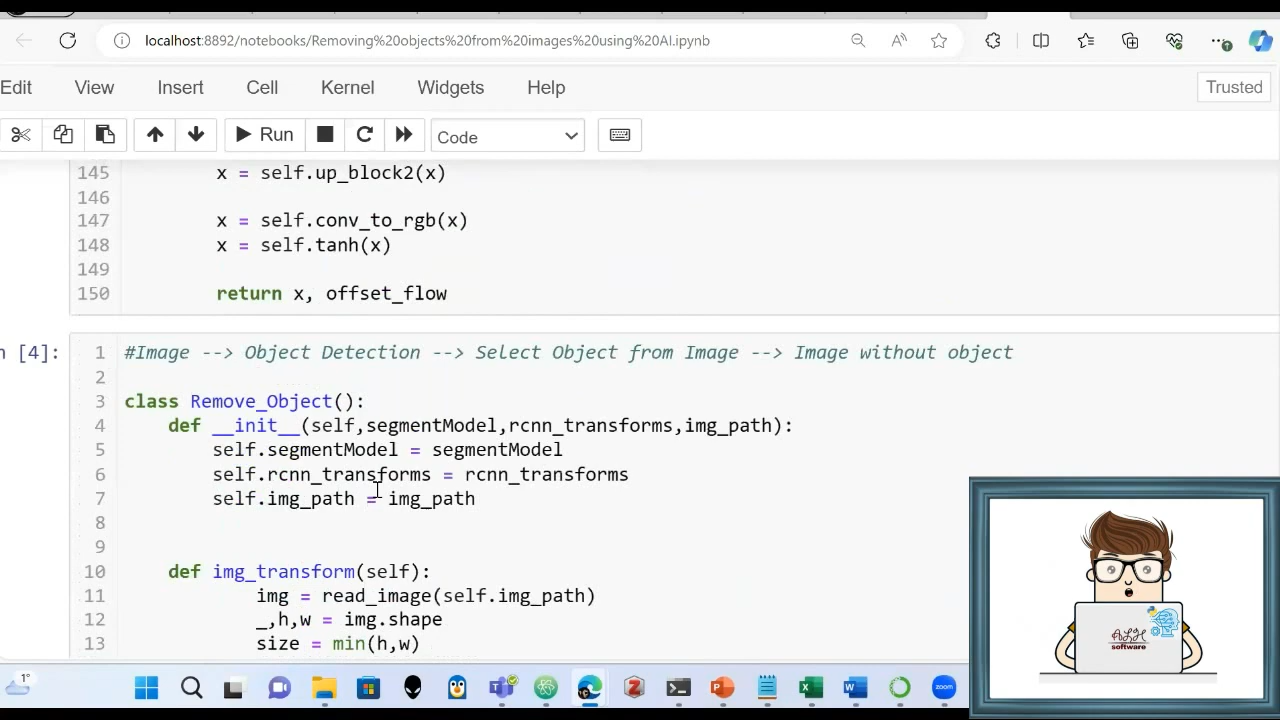 localhost:8892/notebooks/Removing%20objects%20from%20images%20using%20AI.ipynb
Edit View Insert Cell Kernel Widgets Help Trusted
Run Code
145 x = self.up_block2(x)
146
147 x = self.conv_to_rgb(x)
148 x = self.tanh(x)
149
150 return x, offset_flow
[4]:
1 #Image --> Object Detection --> Select Object from Image --> Image without object
2
3 class Remove_Object():
4 def __init__(self,segmentModel,rcnn_transforms,img_path):
5 self.segmentModel = segmentModel
6 self.rcnn_transforms = rcnn_transforms
7 self.img_path = img_path
8
9
10 def img_transform(self):
11 img = read_image(self.img_path)
12 _,h,w = img.shape
13 size = min(h,w)
software
1°
zoom